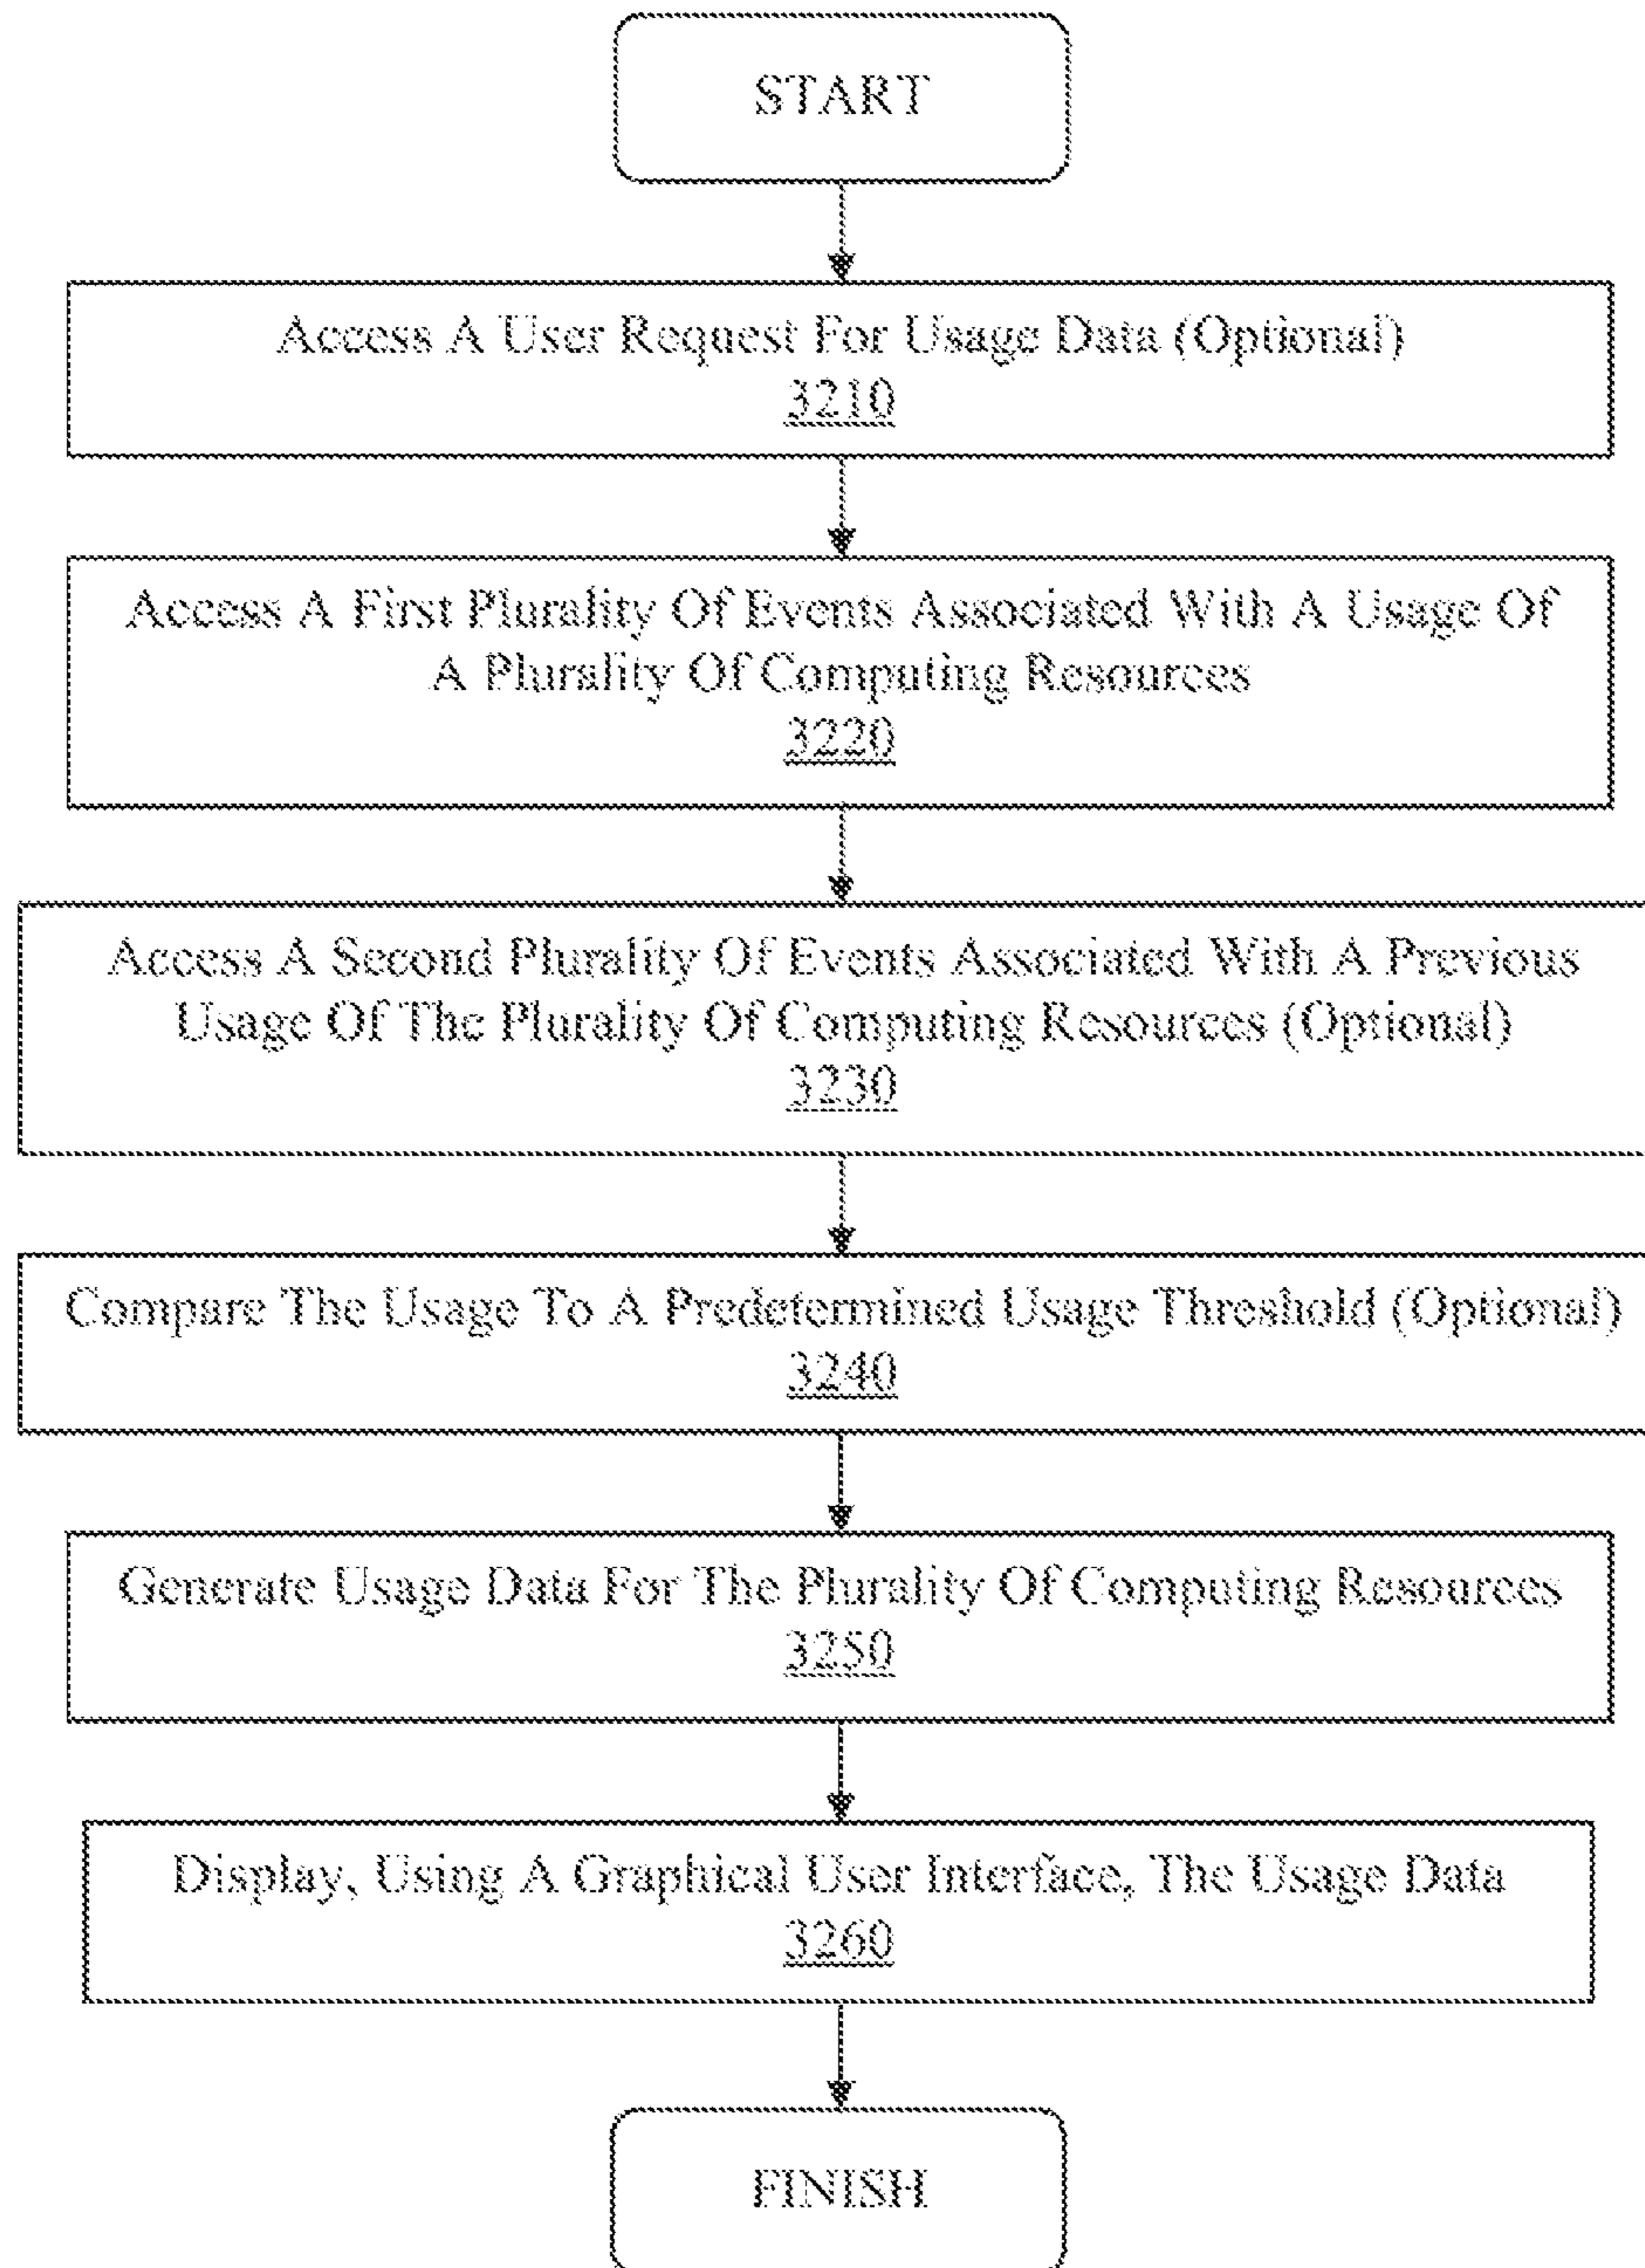 START
Access A User Request For Usage Data (Optional)
3210
Access A First Plurality Of Events Associated With A Usage Of
A Plurality Of Computing Resources
3220
Access A Second Plurality Of Events Associated With A Previous
Usage Of The Plurality Of Computing Resources (Optional)
3230
Compare The Usage To A Predetermined Usage Threshold (Optional)
3240
Generate Usage Data For The Plurality Of Computing Resources
3250
Display, Using A Graphical User Interface, The Usage Data
3260
FINISH